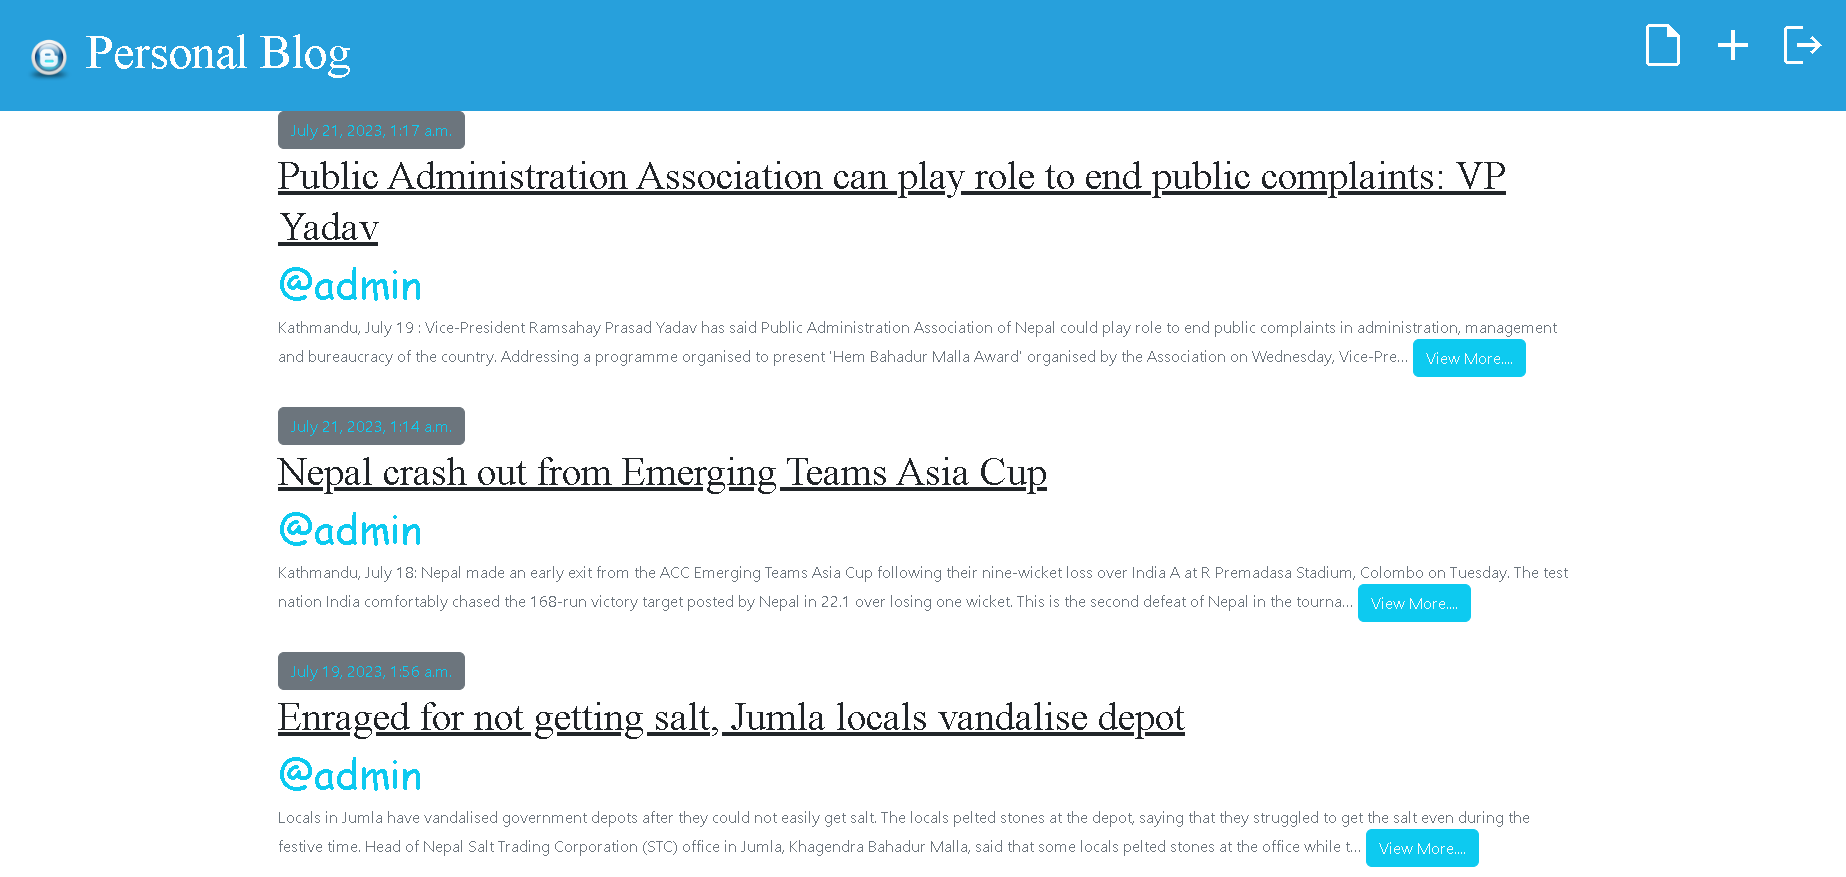 Personal Blog
July 21, 2023, 1:17 a.m.
Public Administration Association can play role to end public complaints: VP
Yadav
@admin
Kathmandu, July 19 : Vice-President Ramsahay Prasad Yadav has said Public Administration Association of Nepal could play role to end public complaints in administration, management
and bureaucracy of the country. Addressing a programme organised to present 'Hem Bahadur Malla Award' organised by the Association on Wednesday, Vice-Pre… View More....
July 21, 2023, 1:14 a.m.
Nepal crash out from Emerging Teams Asia Cup
@admin
Kathmandu, July 18: Nepal made an early exit from the ACC Emerging Teams Asia Cup following their nine-wicket loss over India A at R Premadasa Stadium, Colombo on Tuesday. The test
nation India comfortably chased the 168-run victory target posted by Nepal in 22.1 over losing one wicket. This is the second defeat of Nepal in the tourna… View More....
July 19, 2023, 1:56 a.m.
Enraged for not getting salt, Jumla locals vandalise depot
@admin
Locals in Jumla have vandalised government depots after they could not easily get salt. The locals pelted stones at the depot, saying that they struggled to get the salt even during the
festive time. Head of Nepal Salt Trading Corporation (STC) office in Jumla, Khagendra Bahadur Malla, said that some locals pelted stones at the office while t… View More....